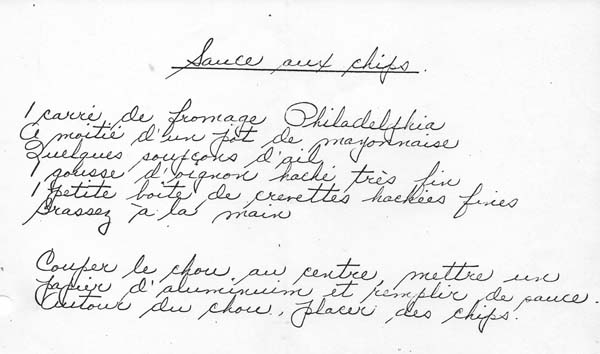 Sauce aux chips.
1 carré de fromage Philadelphia
a moitié d'un pot de mayonnaise
Quelques soupçons d'ail
1 gousse d'oignon haché très fin
1 petite boite de crevettes hachées fines
Brassez à la main
Couper le chou au centre, mettre un
papier d'aluminuim et remplir de sauce.
Autour du chou, placer des chips.